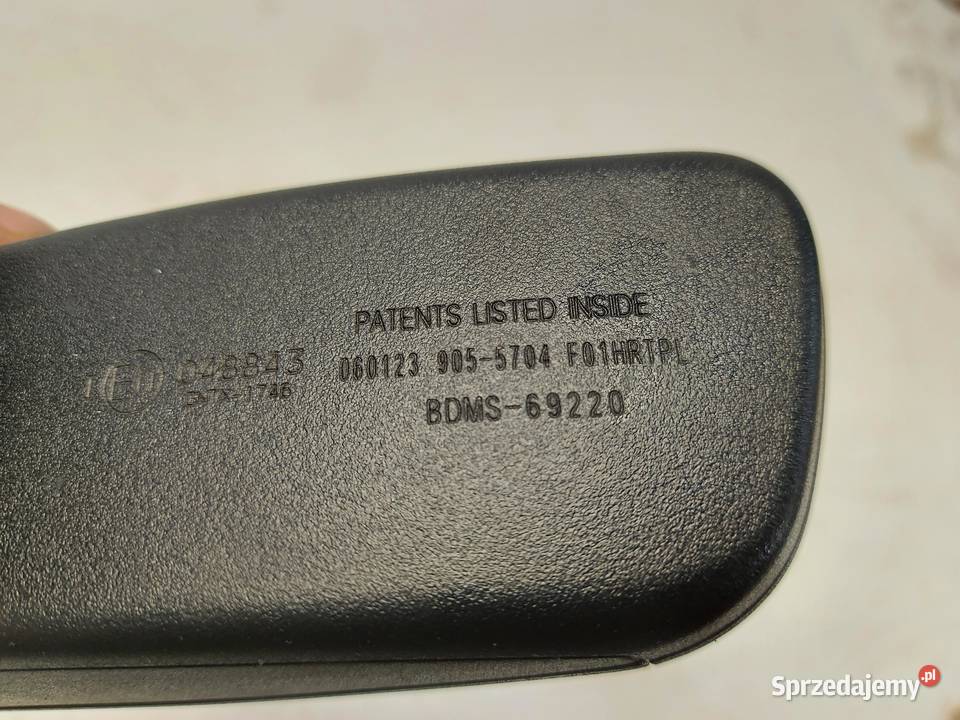 PATENTS LISTED INSIDE
048843
060123 905-5704 F01HRTPL
BDMS-69220
Sprzedajemy.pl